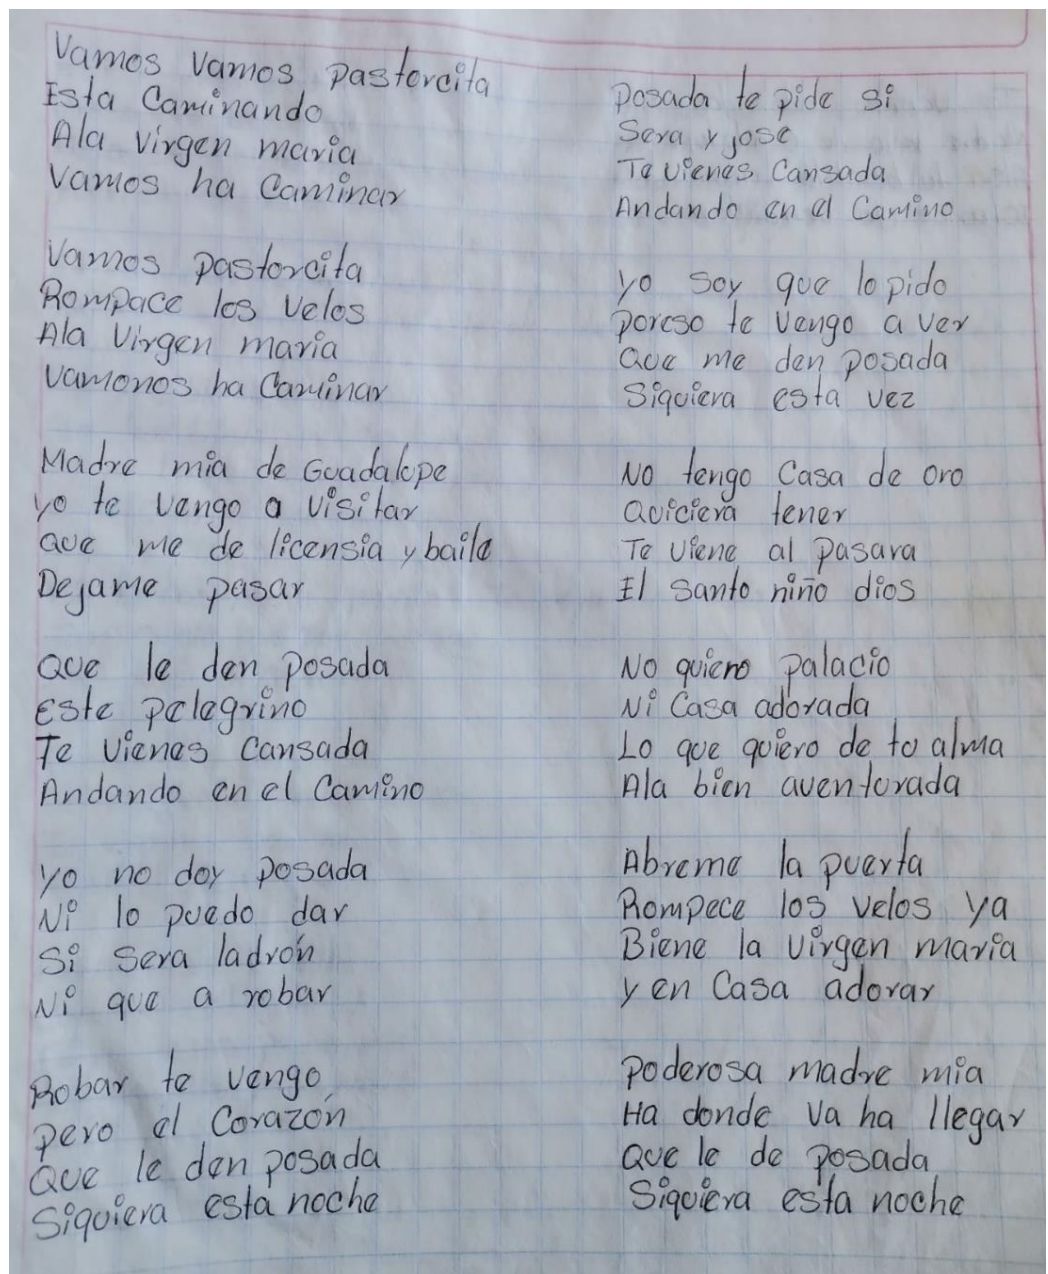 Vamos Vamos pastorcita
Esta Caminando
Ala Virgen maria
Vamos ha Caminar
Vamos pastorcita
Rompace los velos
Ala Virgen maria
Vamonos ha Caminar
Madre mia de Guadalupe
yo te vengo a visitar
Que me de licensia y baile
Dejame pasar
Que le den posada
Este pelegrino
Te vienes Cansada
Andando en el Camino
yo no doy posada
Ni lo puedo dar
Si Sera ladrón
Ni que a robar
Robar te vengo
pero el Corazón
Que le den posada
Siquiera esta noche
posada te pide si
Sera y jose
Te vienes Cansada
Andando en el Camino
yo soy que lo pido
poreso te Vengo a ver
Que me den posada
Siquiera esta vez
No tengo Casa de oro
Quiciera tener
Te viene al pasara
El Santo niño dios
No quiero palacio
Ni Casa adorada
Lo que quiero de tu alma
Ala bien aventurada
Abreme la puerta
Rompece los velos ya
Biene la virgen maria
y en Casa adorar
poderosa madre mia
Ha donde va ha llegar
Que le de posada
Siquiera esta noche